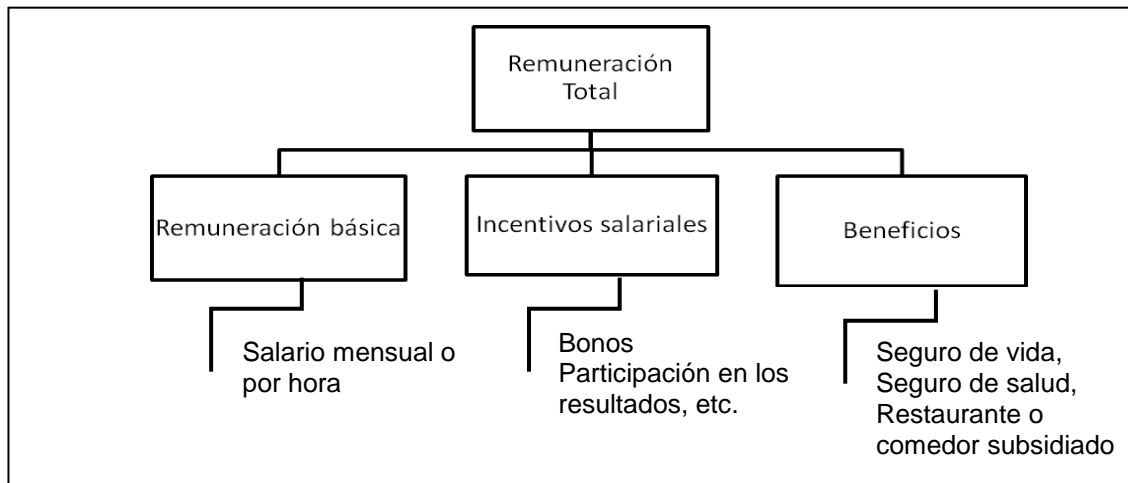 Remuneración
Total
Remuneración básica
Incentivos salariales
Beneficios
Salario mensual o
por hora
Bonos
Participación en los
resultados, etc.
Seguro de vida,
Seguro de salud,
Restaurante o
comedor subsidiado